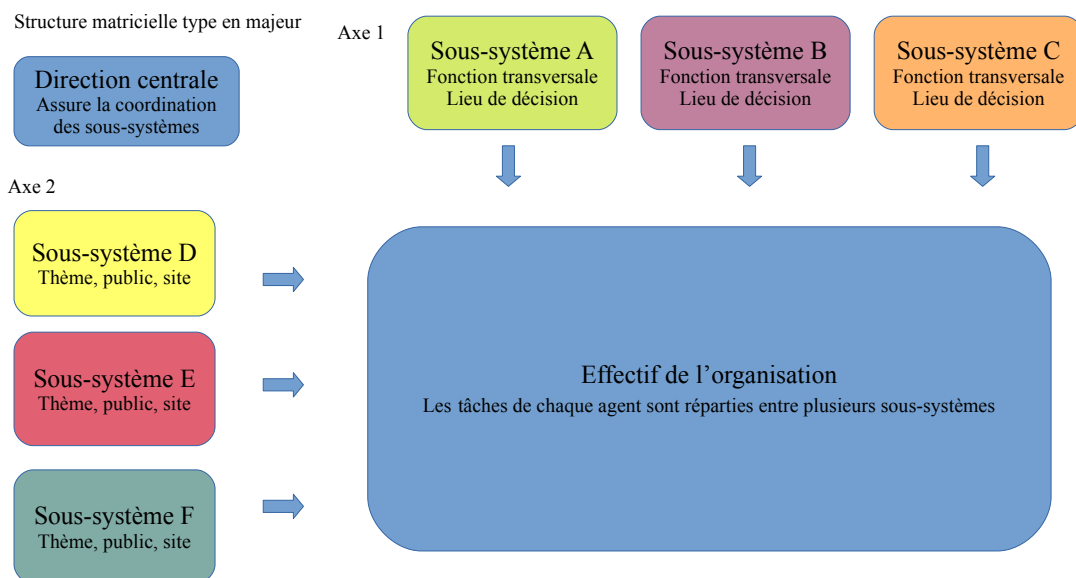 Structure matricielle type en majeur
Direction centrale
Assure la coordination
des sous-systèmes
Axe 1
Sous-système A
Fonction transversale
Lieu de décision
Sous-système B
Fonction transversale
Lieu de décision
Sous-système C
Fonction transversale
Lieu de décision
Axe 2
Sous-système D
Thème, public, site
Sous-système E
Thème, public, site
Sous-système F
Thème, public, site
Effectif de l’organisation
Les tâches de chaque agent sont réparties entre plusieurs sous-systèmes